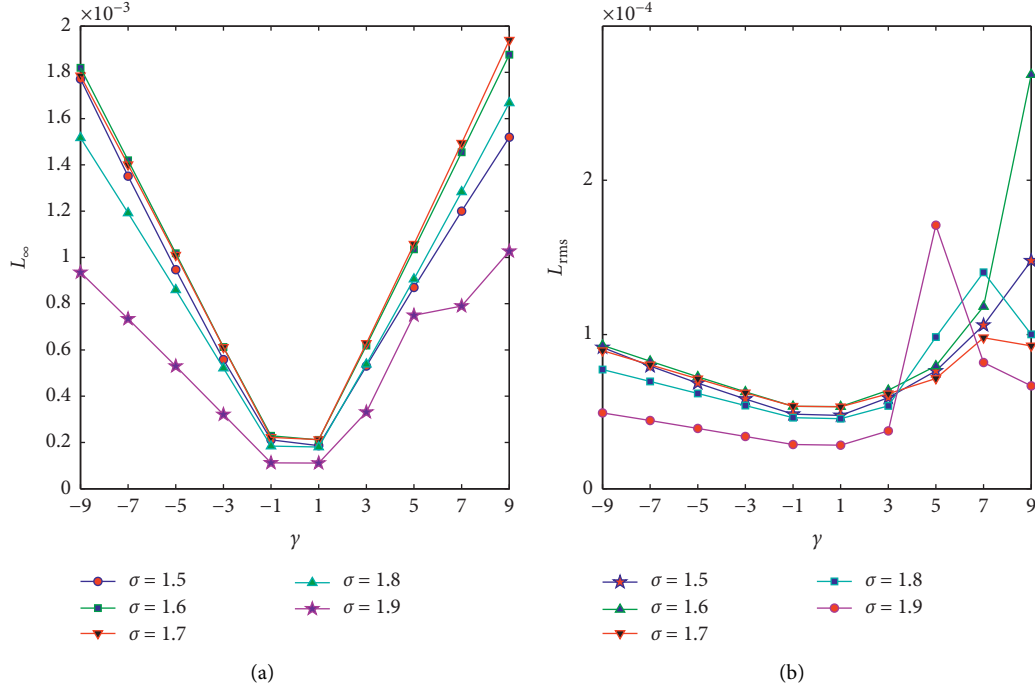 ×10⁻³
2
1.8
1.6
1.4
1.2
1
0.8
0.6
0.4
0.2
0
L∞
−9 −7 −5 −3 −1 1 3 5 7 9
γ
σ = 1.5
σ = 1.6
σ = 1.7
σ = 1.8
σ = 1.9
(a)
×10⁻⁴
2
1
0
Lrms
−9 −7 −5 −3 −1 1 3 5 7 9
γ
σ = 1.5
σ = 1.6
σ = 1.7
σ = 1.8
σ = 1.9
(b)